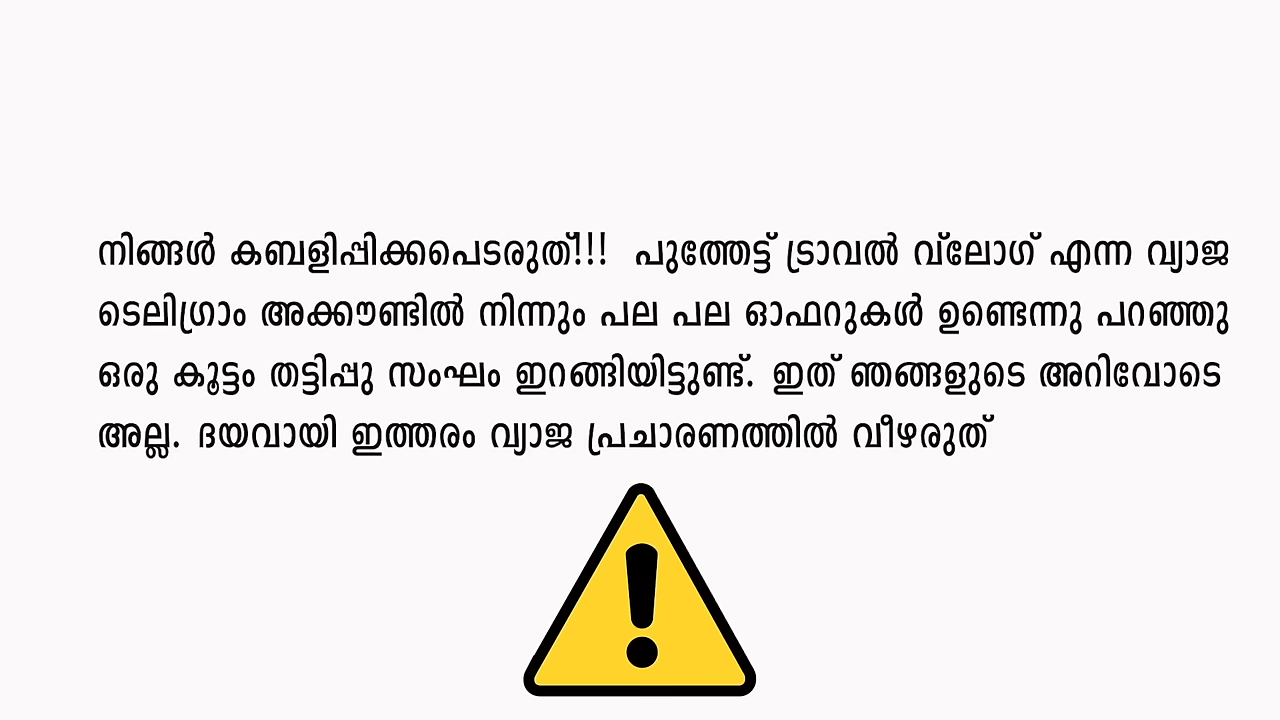 നിങ്ങൾ കബളിപ്പിക്കപെടരുത്!!! പുത്തേട്ട് ട്രാവൽ വ്ലോഗ് എന്ന വ്യാജ
ടെലിഗ്രാം അക്കൗണ്ടിൽ നിന്നും പല പല ഓഫറുകൾ ഉണ്ടെന്നു പറഞ്ഞു
ഒരു കൂട്ടം തട്ടിപ്പു സംഘം ഇറങ്ങിയിട്ടുണ്ട്. ഇത് ഞങ്ങളുടെ അറിവോടെ
അല്ല. ദയവായി ഇത്തരം വ്യാജ പ്രചാരണത്തിൽ വീഴരുത്